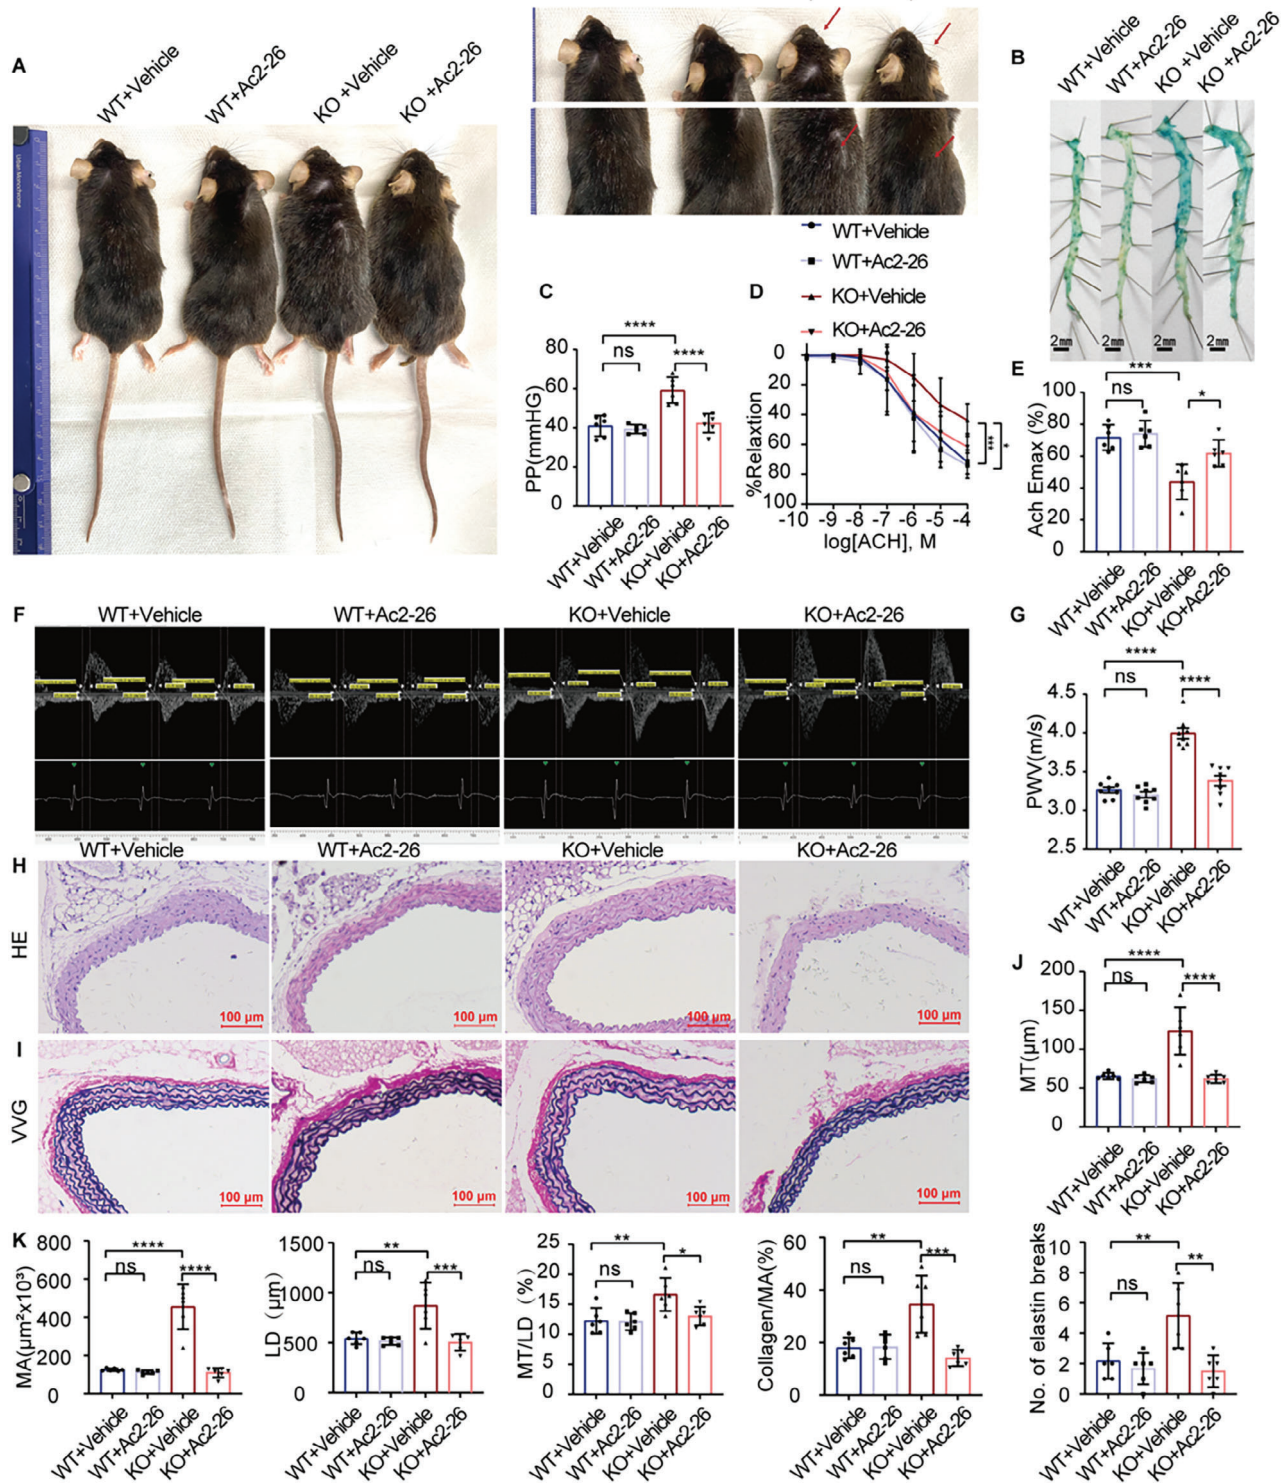 A
WT+Vehicle
WT+Ac2-26
KO +Vehicle
KO +Ac2-26
B
WT+Vehicle
WT+Ac2-26
KO +Vehicle
KO +Ac2-26
2mm
2mm
2mm
2mm
WT+Vehicle
WT+Ac2-26
KO+Vehicle
KO+Ac2-26
C
PP(mmHG)
80
60
40
20
0
****
ns
****
WT+Vehicle
WT+Ac2-26
KO+Vehicle
KO+Ac2-26
D
%Relaxtion
0
20
40
60
80
100
-10 -9 -8 -7 -6 -5 -4
log[ACH], M
***
*
E
Ach Emax (%)
100
80
60
40
20
0
***
ns
*
WT+Vehicle
WT+Ac2-26
KO+Vehicle
KO+Ac2-26
F
WT+Vehicle
WT+Ac2-26
KO+Vehicle
KO+Ac2-26
G
PWV(m/s)
4.5
4.0
3.5
3.0
2.5
****
ns
****
WT+Vehicle
WT+Ac2-26
KO+Vehicle
KO+Ac2-26
H
WT+Vehicle
WT+Ac2-26
KO+Vehicle
KO+Ac2-26
HE
100 μm
100 μm
100 μm
100 μm
I
VVG
100 μm
100 μm
100 μm
100 μm
J
MT(μm)
200
150
100
50
0
****
ns
****
WT+Vehicle
WT+Ac2-26
KO+Vehicle
KO+Ac2-26
K
MA(μm²x10³)
800
600
400
200
0
****
ns
****
WT+Vehicle
WT+Ac2-26
KO+Vehicle
KO+Ac2-26
LD (μm)
1500
1000
500
0
**
ns
***
WT+Vehicle
WT+Ac2-26
KO+Vehicle
KO+Ac2-26
MT/LD (%)
25
20
15
10
5
0
**
ns
*
WT+Vehicle
WT+Ac2-26
KO+Vehicle
KO+Ac2-26
Collagen/MA(%)
60
40
20
0
**
ns
***
WT+Vehicle
WT+Ac2-26
KO+Vehicle
KO+Ac2-26
No. of elastin breaks
10
8
6
4
2
0
**
ns
**
WT+Vehicle
WT+Ac2-26
KO+Vehicle
KO+Ac2-26